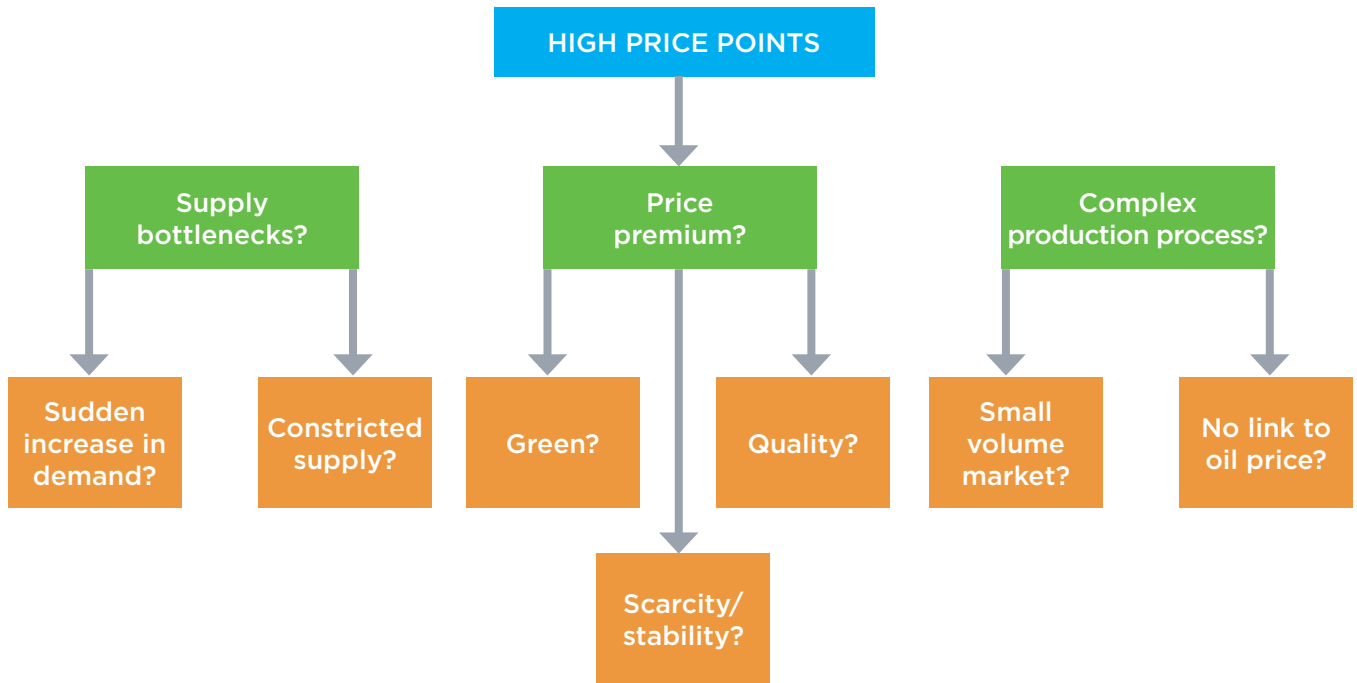 HIGH PRICE POINTS
Supply
bottlenecks?
Price
premium?
Complex
production process?
Sudden
increase in
demand?
Constricted
supply?
Green?
Quality?
Small
volume
market?
No link to
oil price?
Scarcity/
stability?